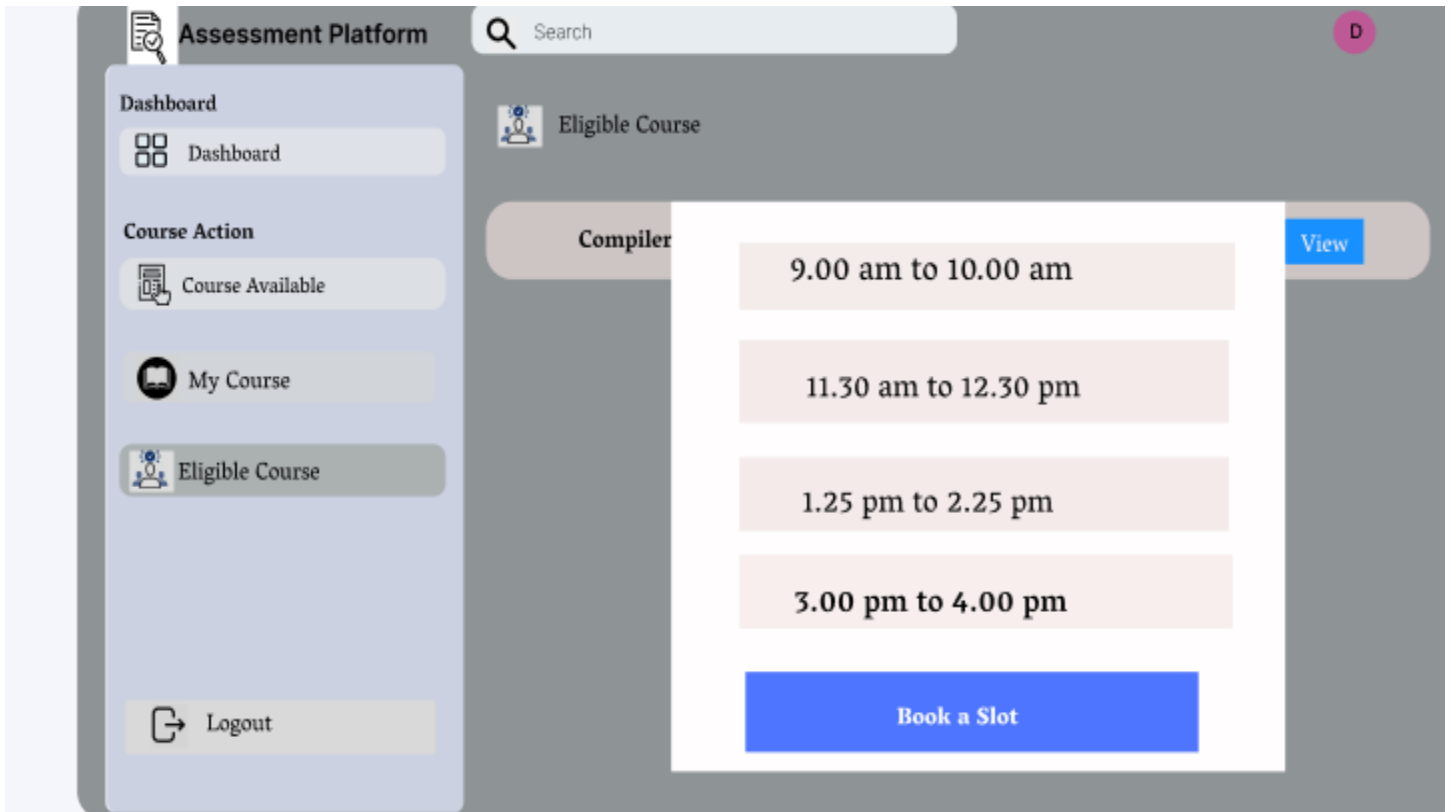 Assessment Platform
Search
D
Dashboard
Dashboard
Course Action
Course Available
My Course
Eligible Course
Logout
Eligible Course
Compiler
View
9.00 am to 10.00 am
11.30 am to 12.30 pm
1.25 pm to 2.25 pm
3.00 pm to 4.00 pm
Book a Slot